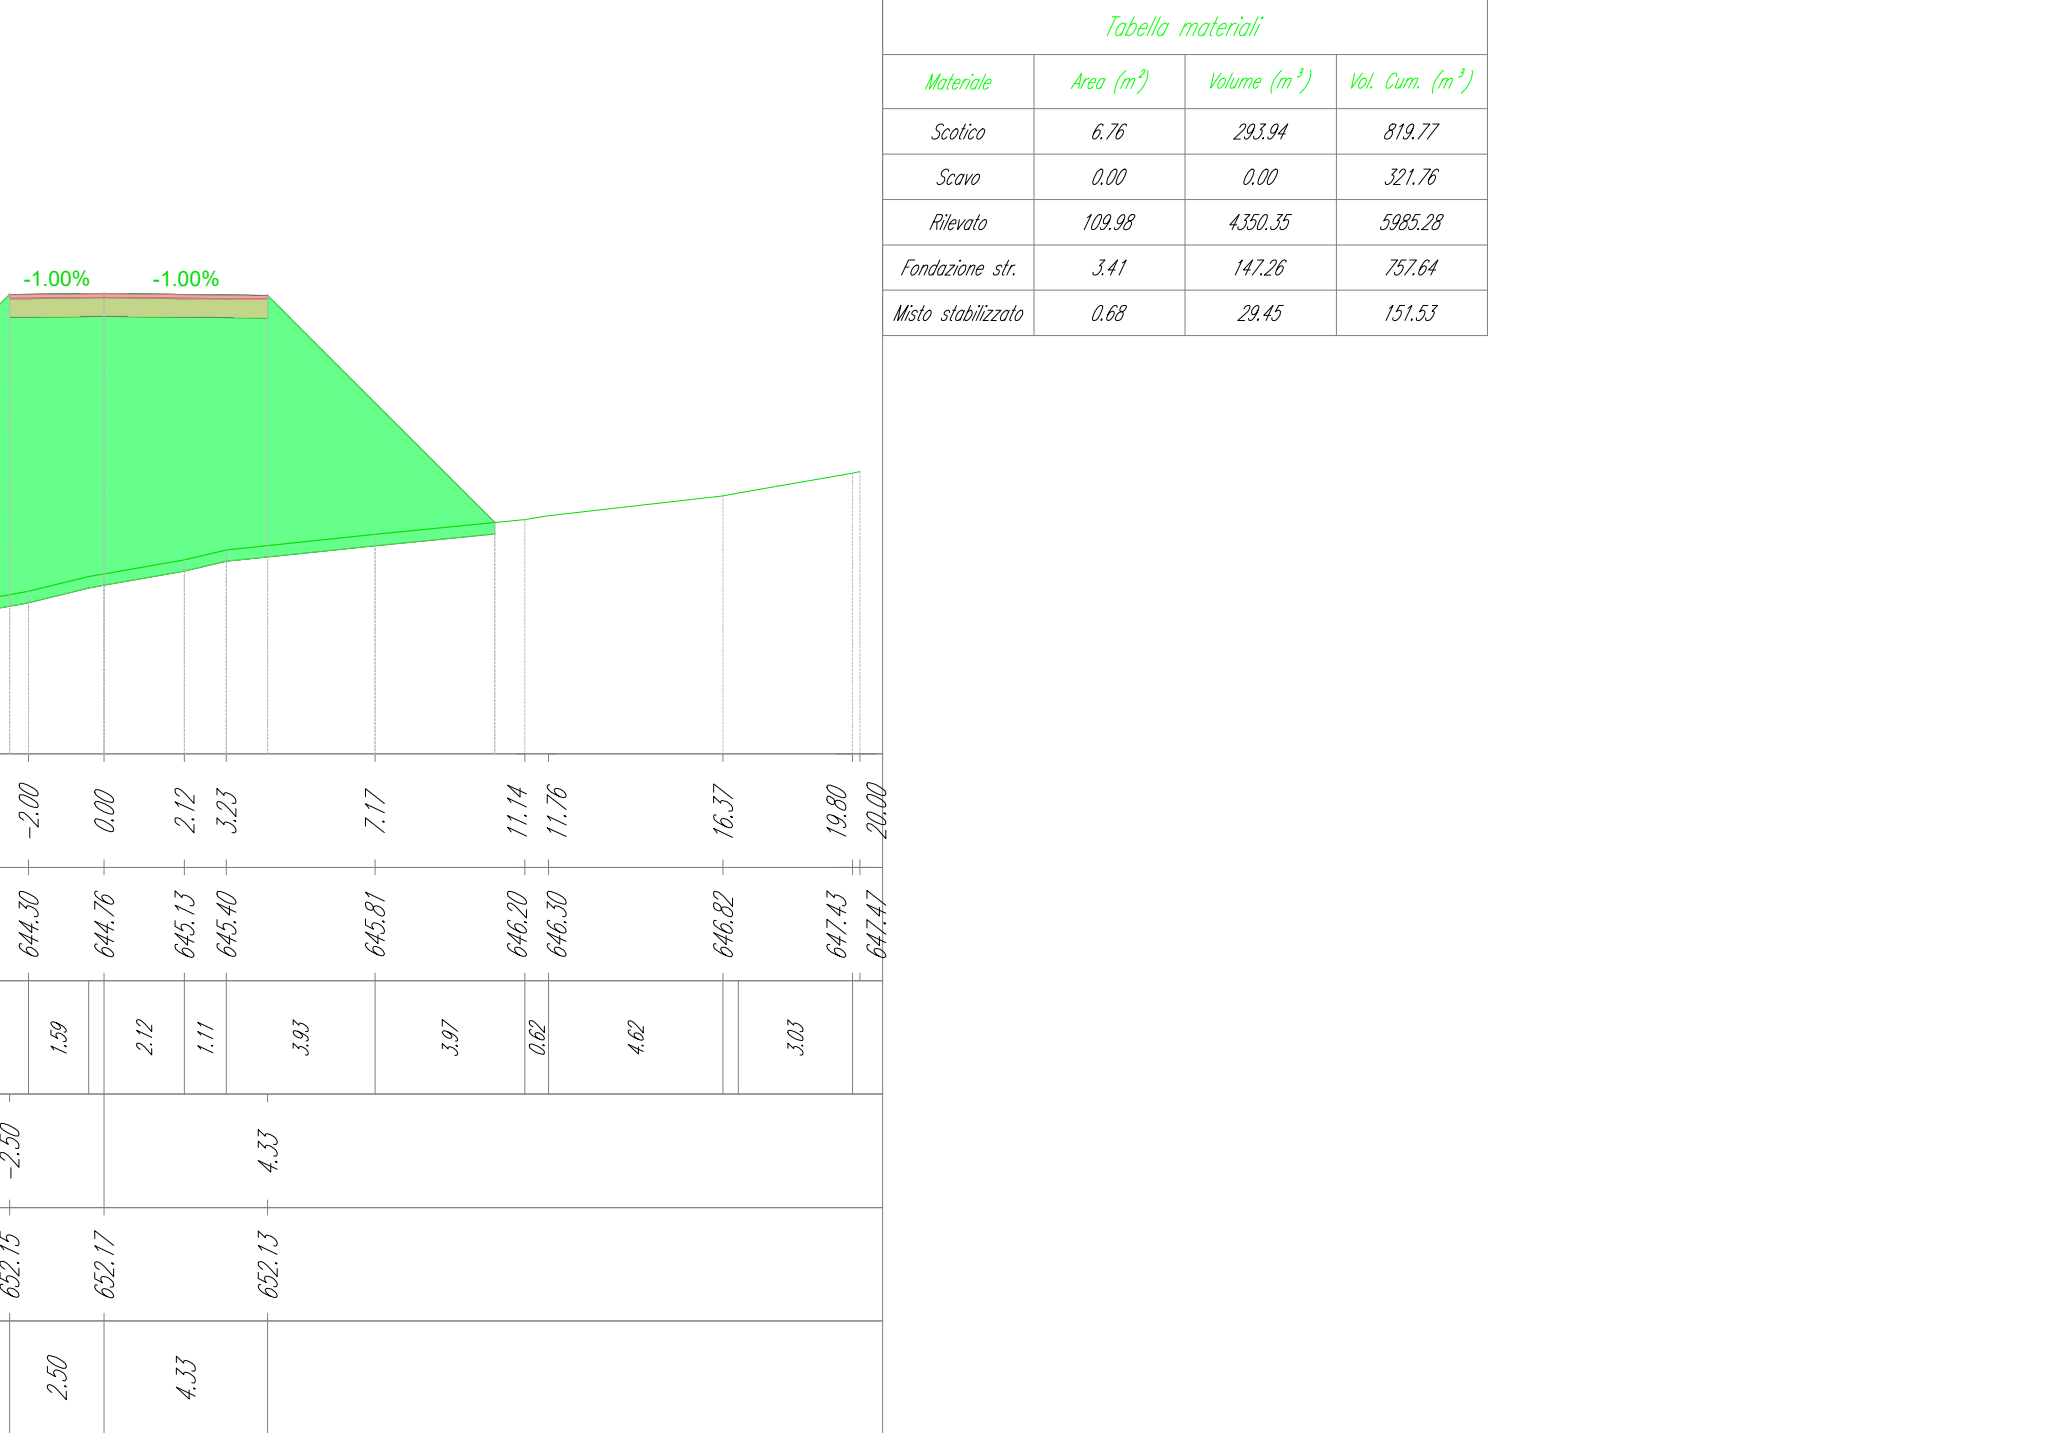 Tabella materiali
Materiale Area (m²) Volume (m³) Vol. Cum. (m³)
Scotico 6.76 293.94 819.77
Scavo 0.00 0.00 321.76
Rilevato 109.98 4350.35 5985.28
Fondazione str. 3.41 147.26 757.64
Misto stabilizzato 0.68 29.45 151.53
-1.00% -1.00%
-2.00 0.00 2.12 3.23 7.17 11.14 11.76 16.37 19.80 20.00
644.30 644.76 645.13 645.40 645.81 646.20 646.30 646.82 647.43 647.47
1.59 2.12 1.11 3.93 3.97 0.62 4.62 3.03
-2.50 4.33
652.15 652.17 652.13
2.50 4.33